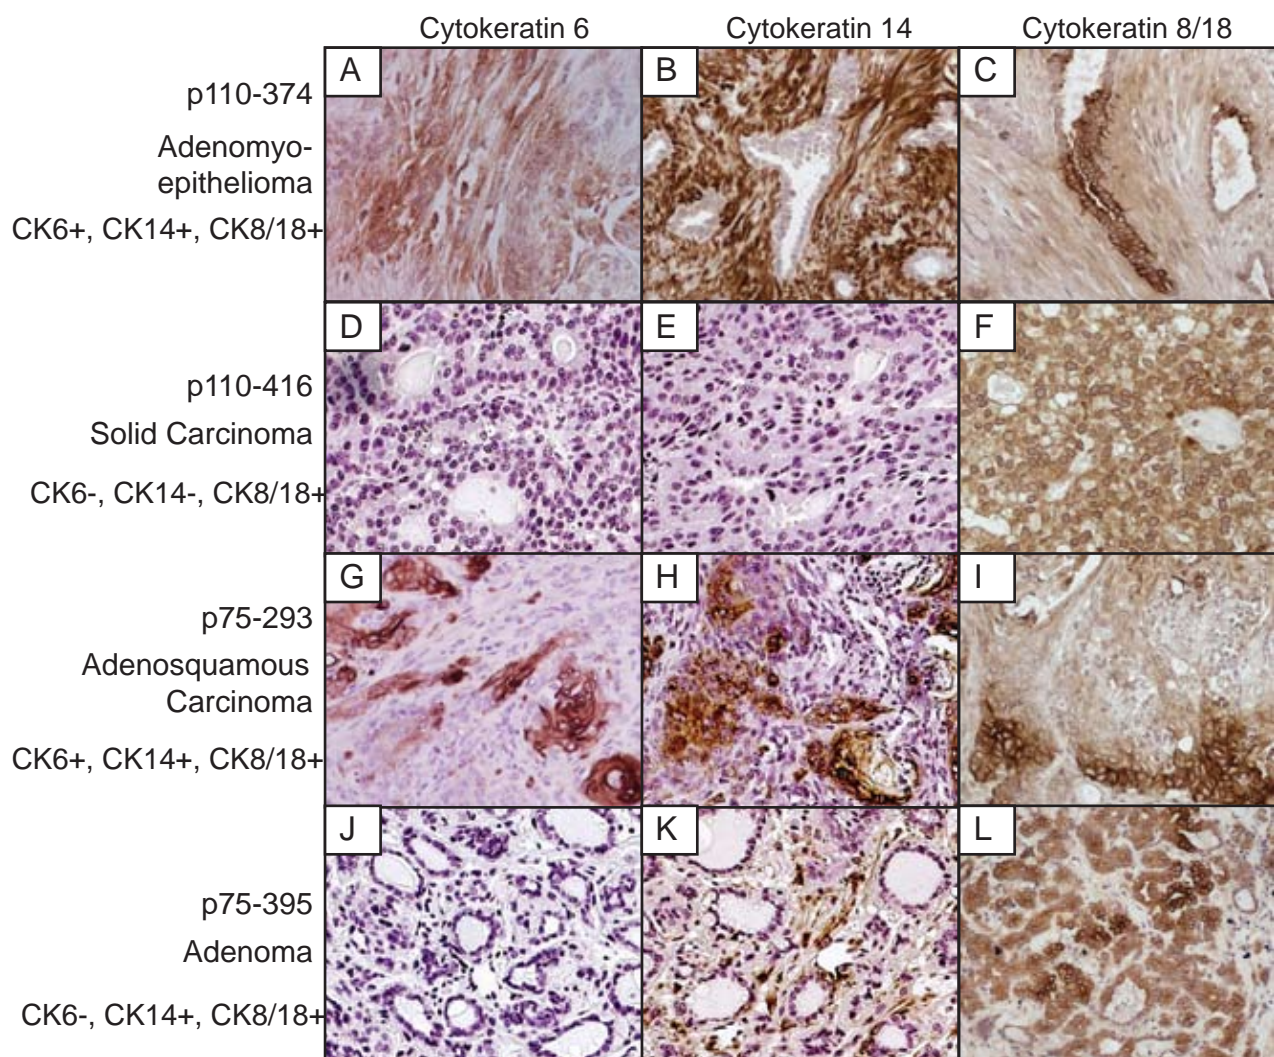 Cytokeratin 6
Cytokeratin 14
Cytokeratin 8/18
p110-374
Adenomyo-
epithelioma
CK6+, CK14+, CK8/18+
A
B
C
p110-416
Solid Carcinoma
CK6-, CK14-, CK8/18+
D
E
F
p75-293
Adenosquamous
Carcinoma
CK6+, CK14+, CK8/18+
G
H
I
p75-395
Adenoma
CK6-, CK14+, CK8/18+
J
K
L